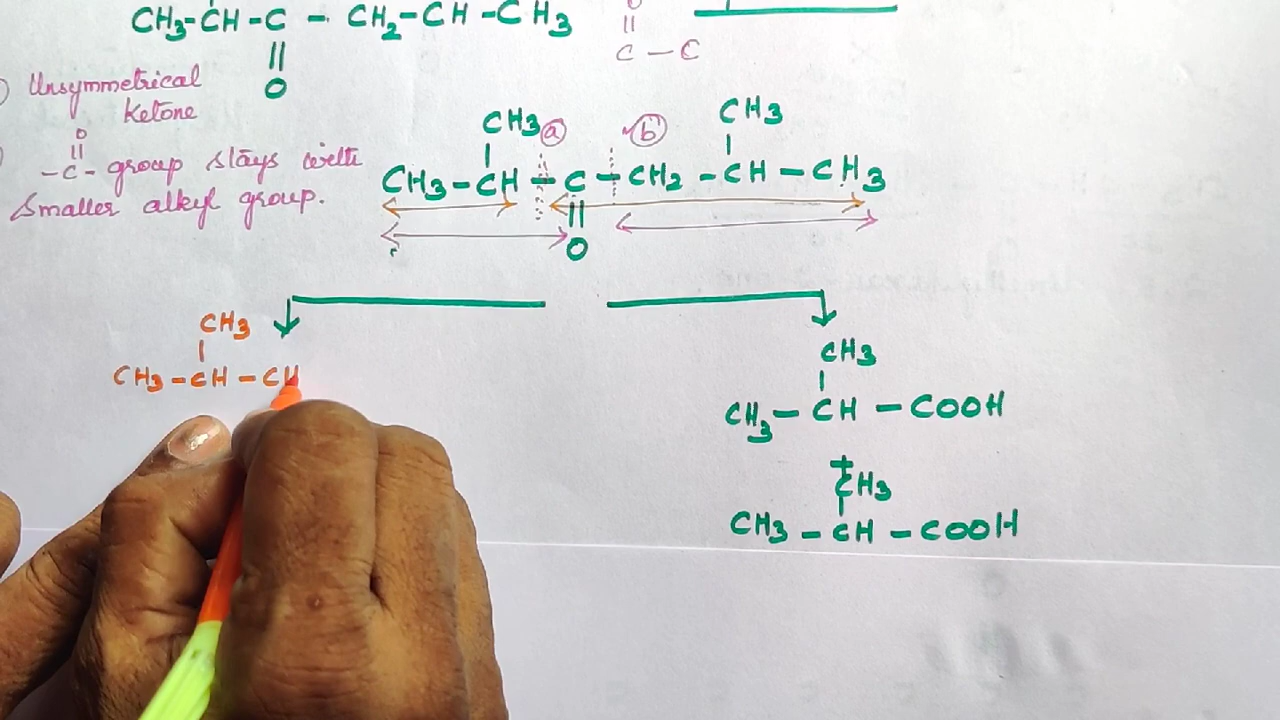 CH3-CH-C - CH2-CH-CH3
||
O
||
C-C
Unsymmetrical
Ketone
O
||
-C- group stays with
Smaller alkyl group.
CH3 (a) (b) CH3
CH3-CH-C-CH2-CH-CH3
||
O
CH3
CH3-CH-CH
CH3
CH3-CH-COOH
+
CH3
CH3-CH-COOH